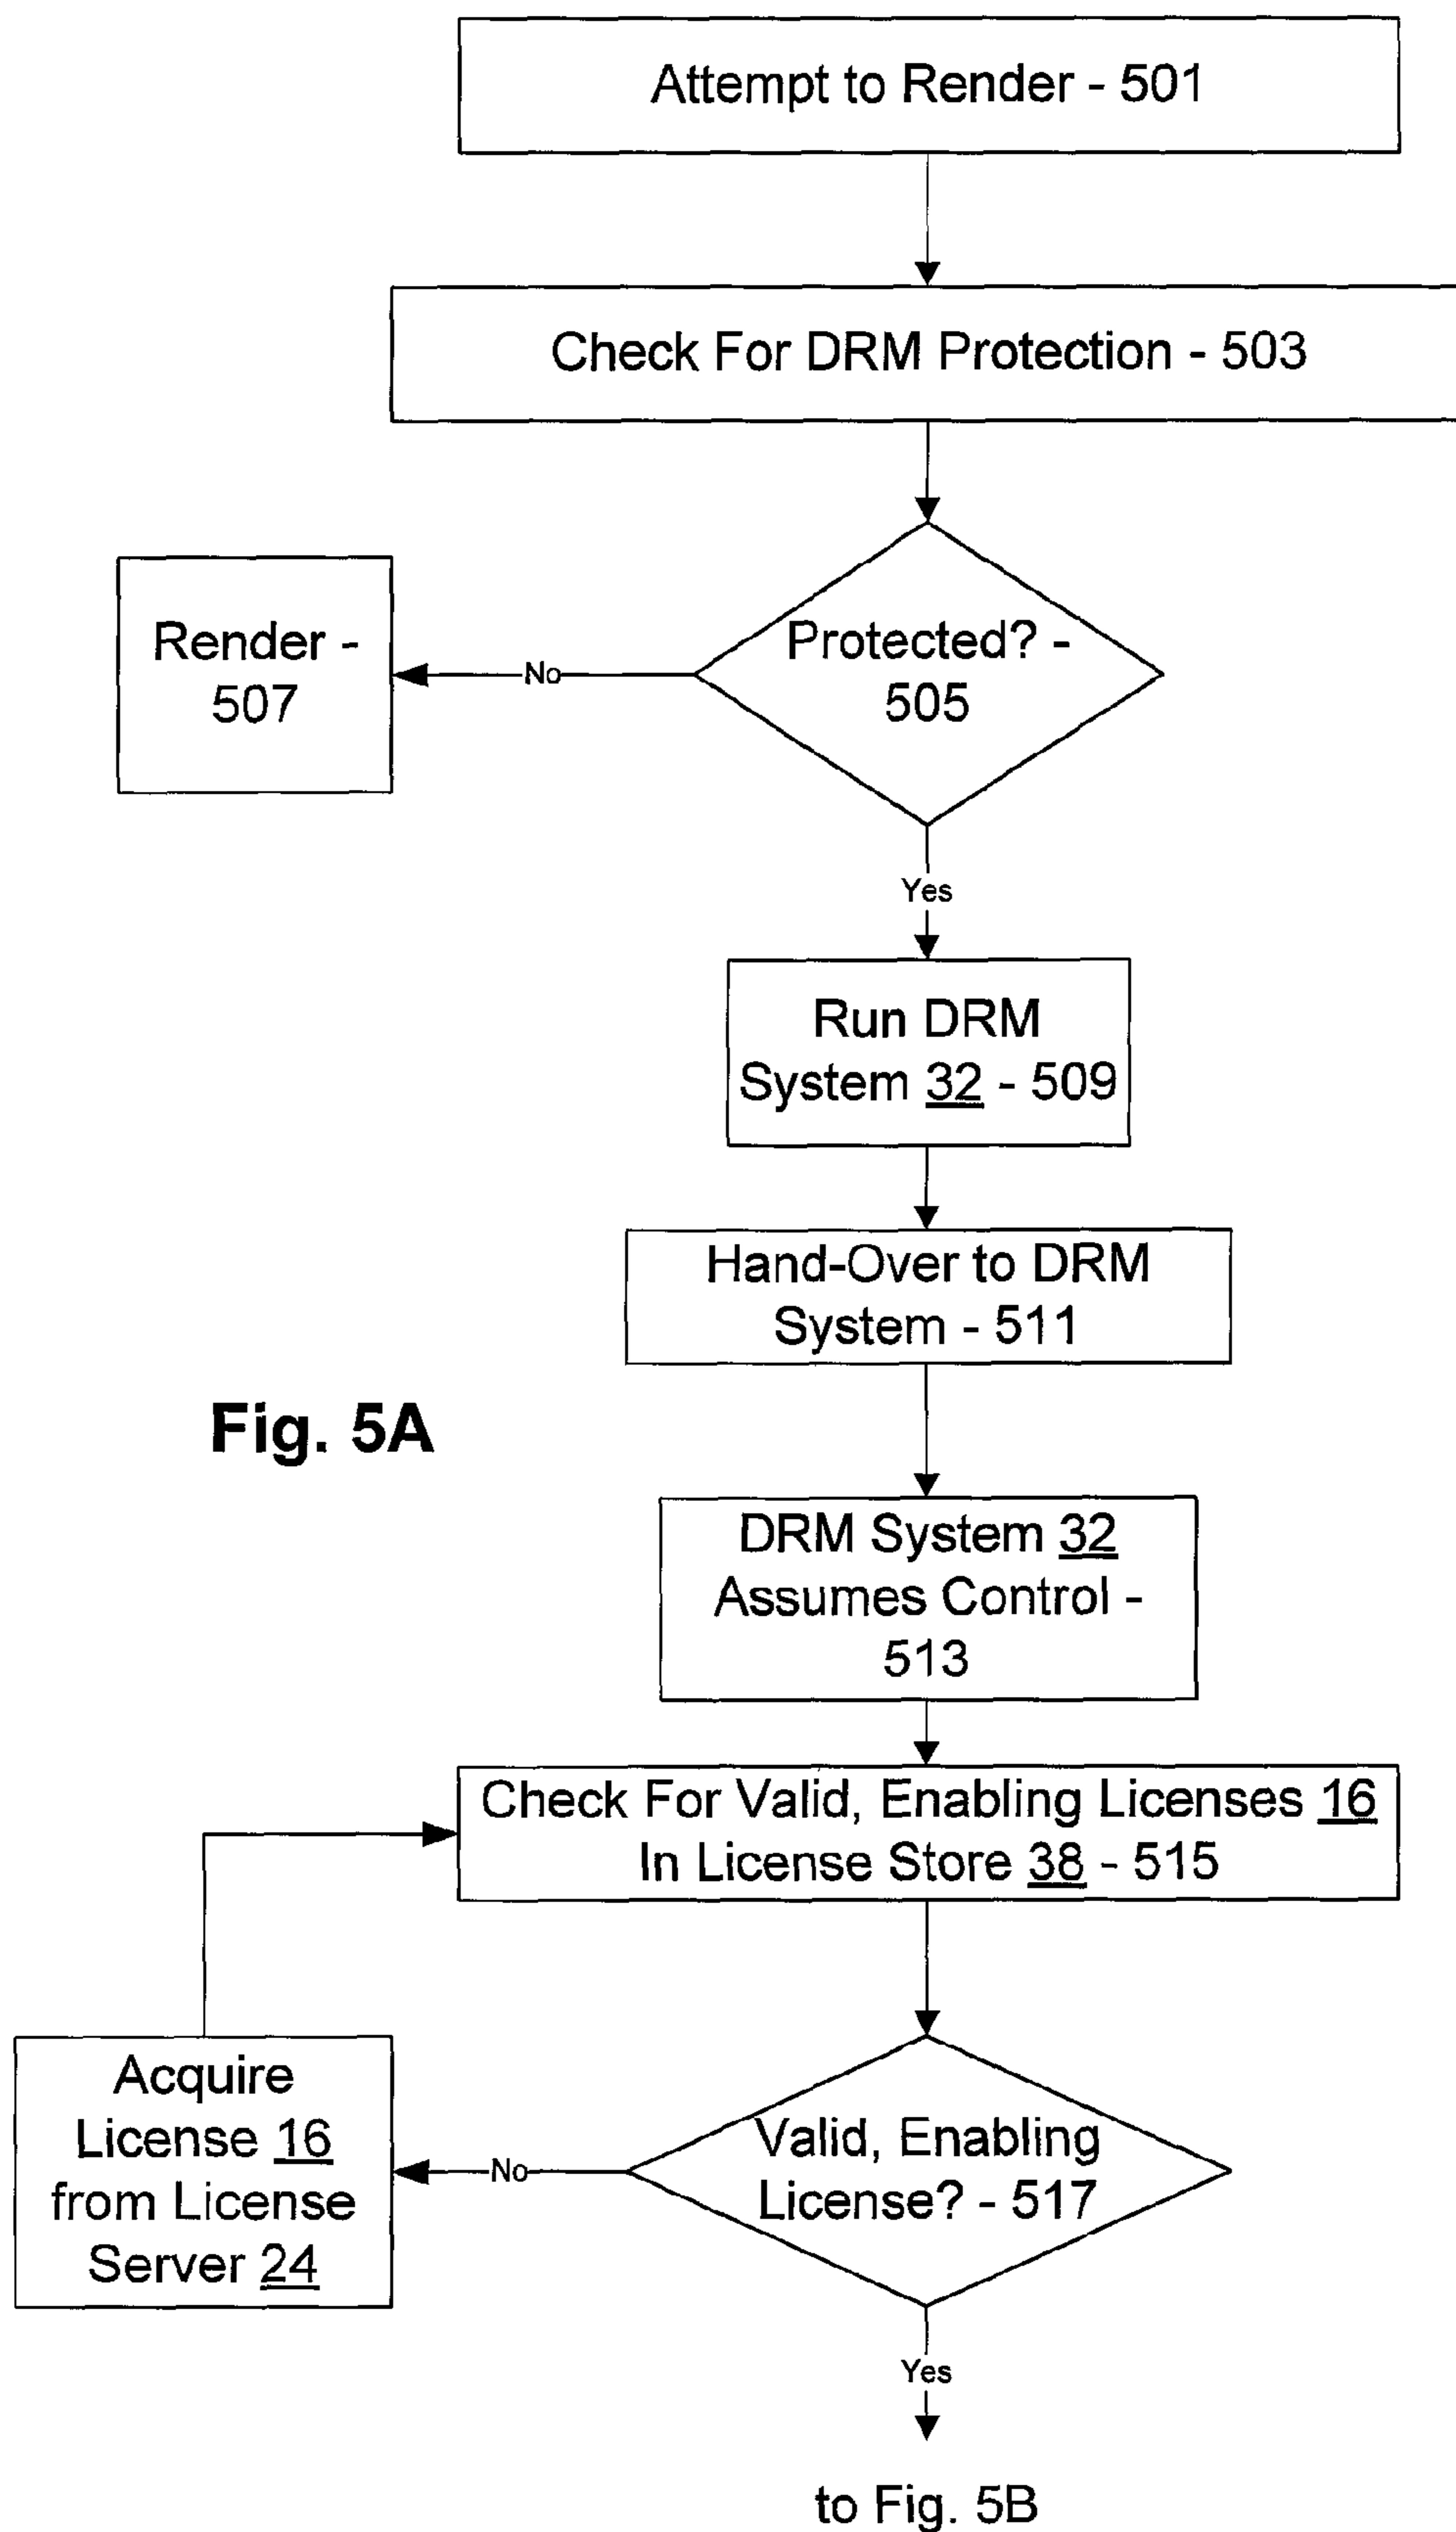 Attempt to Render - 501
Check For DRM Protection - 503
Protected? -
505
No
Render -
507
Yes
Run DRM
System 32 - 509
Hand-Over to DRM
System - 511
Fig. 5A
DRM System 32
Assumes Control -
513
Check For Valid, Enabling Licenses 16
In License Store 38 - 515
Valid, Enabling
License? - 517
No
Acquire
License 16
from License
Server 24
Yes
to Fig. 5B